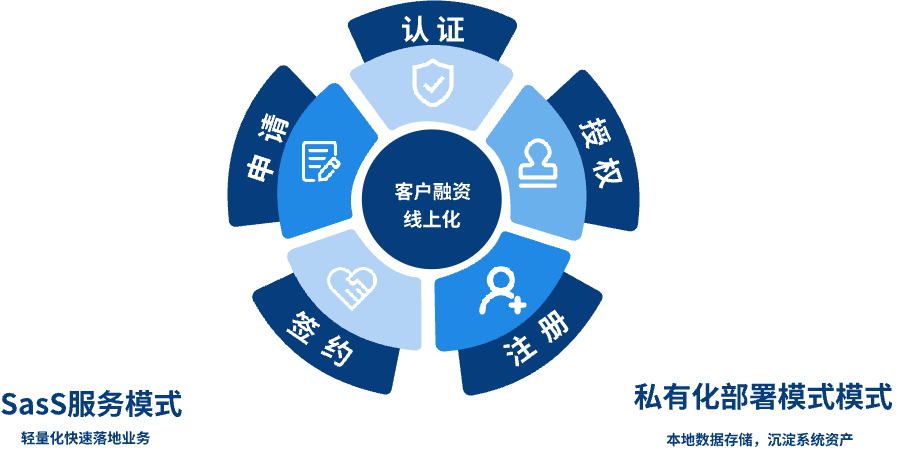 认证
申请
授权
客户融资
线上化
签约
注册
SasS服务模式
轻量化快速落地业务
私有化部署模式模式
本地数据存储，沉淀系统资产